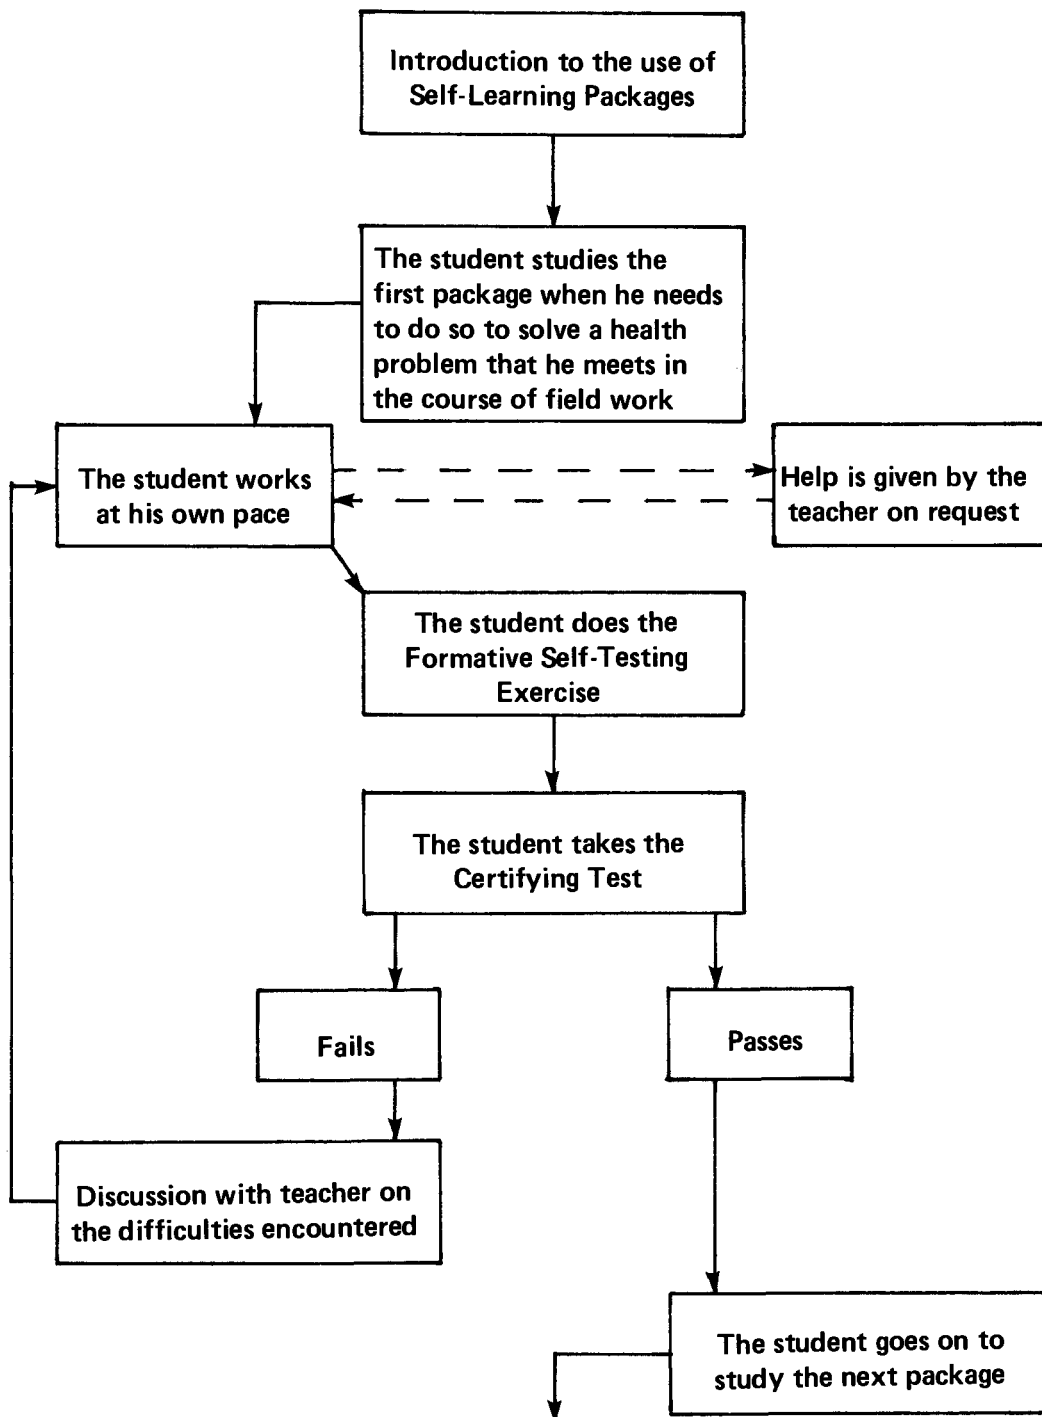 Introduction to the use of
Self-Learning Packages
The student studies the
first package when he needs
to do so to solve a health
problem that he meets in
the course of field work
The student works
at his own pace
Help is given by the
teacher on request
The student does the
Formative Self-Testing
Exercise
The student takes the
Certifying Test
Fails
Passes
Discussion with teacher on
the difficulties encountered
The student goes on to
study the next package